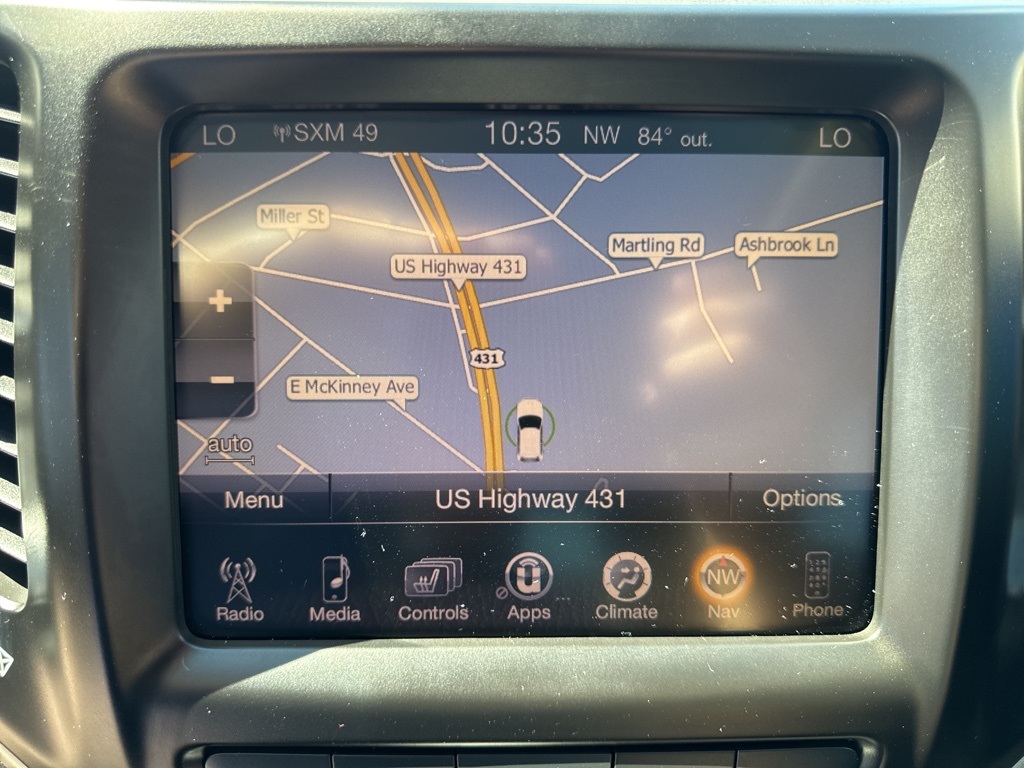 LO SXM 49 10:35 NW 84° out. LO
Miller St
Martling Rd Ashbrook Ln
US Highway 431
+
431
−
E McKinney Ave
auto
Menu US Highway 431 Options
NW
Radio Media Controls Apps Climate Nav Phone